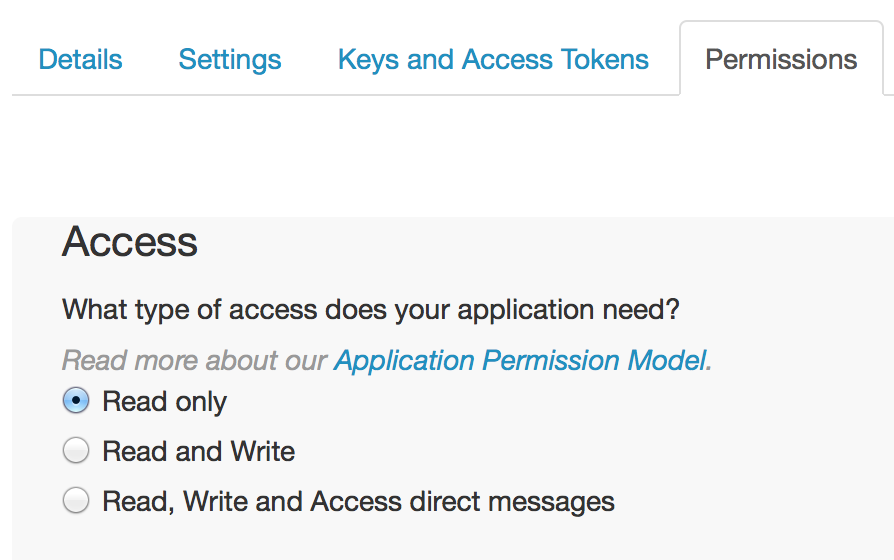 Details Settings Keys and Access Tokens Permissions
Access
What type of access does your application need?
Read more about our Application Permission Model.
Read only
Read and Write
Read, Write and Access direct messages